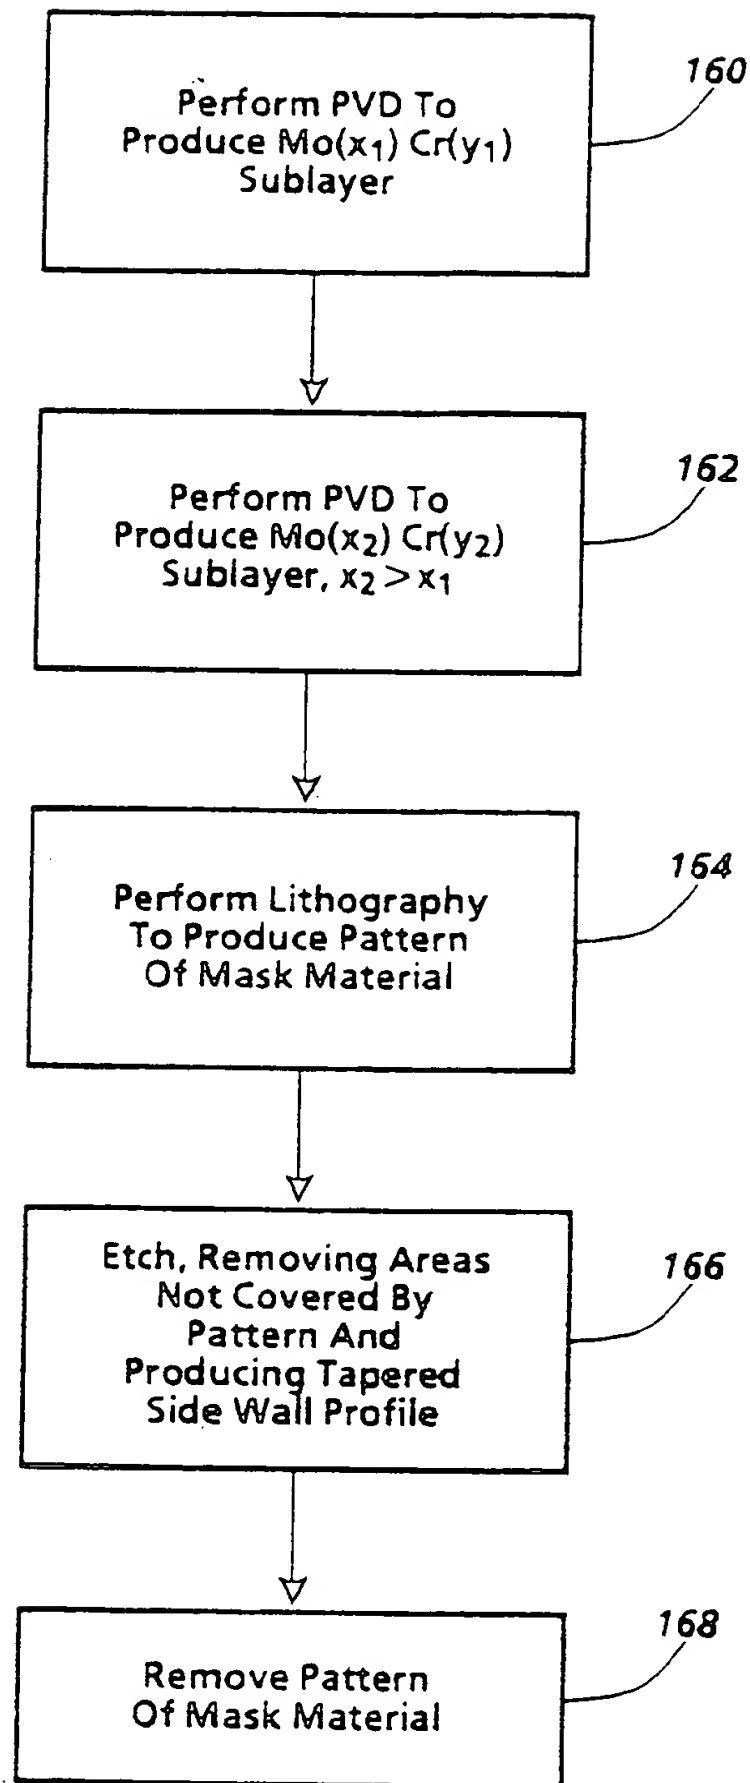 Perform PVD To
Produce Mo(x₁) Cr(y₁)
Sublayer
160
Perform PVD To
Produce Mo(x₂) Cr(y₂)
Sublayer, x₂ > x₁
162
Perform Lithography
To Produce Pattern
Of Mask Material
164
Etch, Removing Areas
Not Covered By
Pattern And
Producing Tapered
Side Wall Profile
166
Remove Pattern
Of Mask Material
168